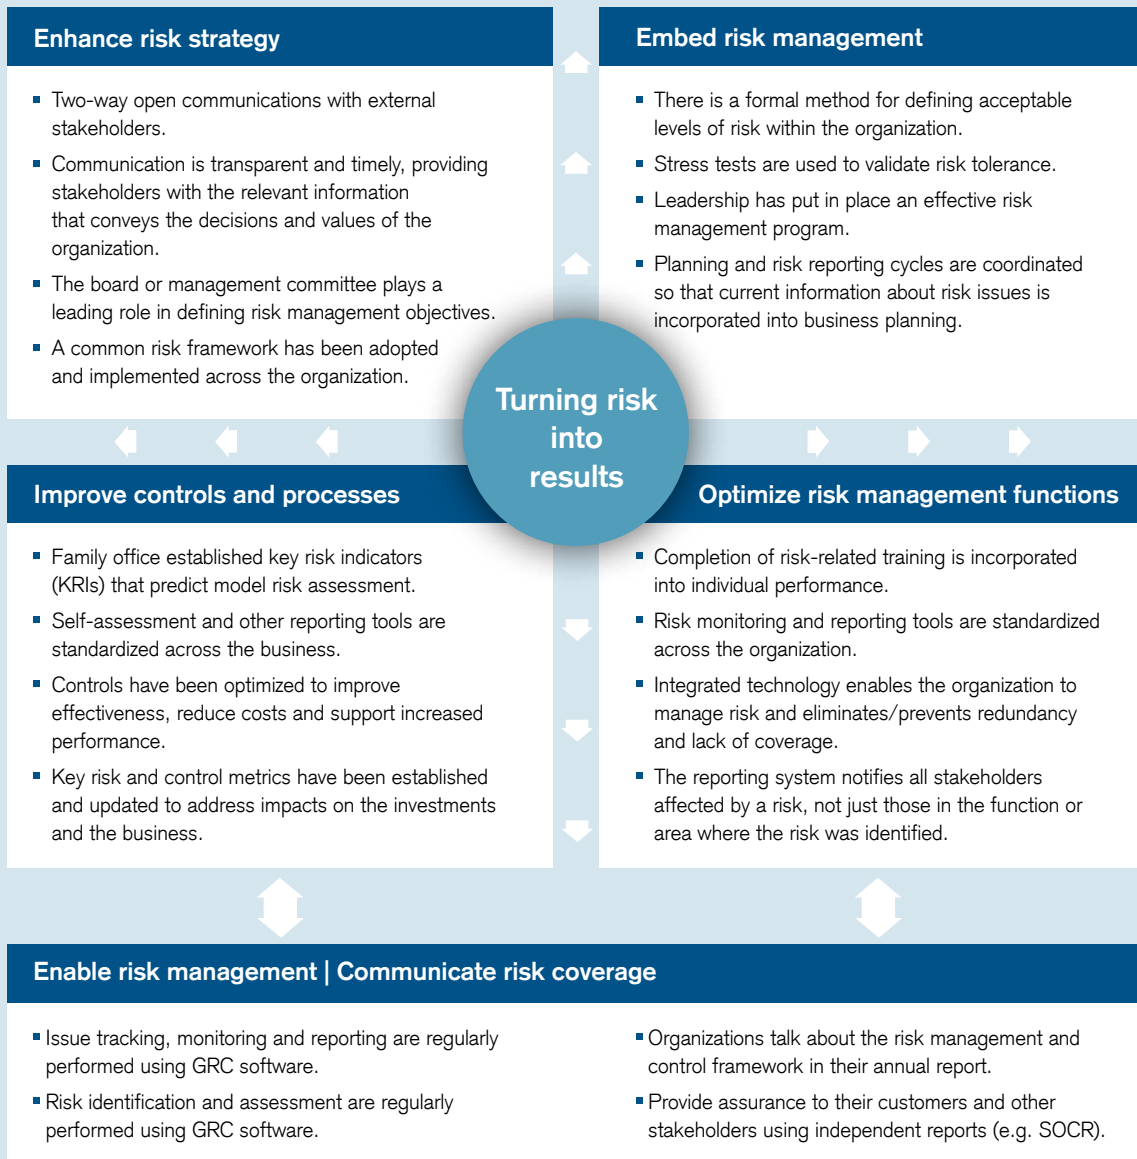 Enhance risk strategy
▪ Two-way open communications with external
stakeholders.
▪ Communication is transparent and timely, providing
stakeholders with the relevant information
that conveys the decisions and values of the
organization.
▪ The board or management committee plays a
leading role in defining risk management objectives.
▪ A common risk framework has been adopted
and implemented across the organization.
Embed risk management
▪ There is a formal method for defining acceptable
levels of risk within the organization.
▪ Stress tests are used to validate risk tolerance.
▪ Leadership has put in place an effective risk
management program.
▪ Planning and risk reporting cycles are coordinated
so that current information about risk issues is
incorporated into business planning.
Turning risk
into
results
Improve controls and processes
▪ Family office established key risk indicators
(KRIs) that predict model risk assessment.
▪ Self-assessment and other reporting tools are
standardized across the business.
▪ Controls have been optimized to improve
effectiveness, reduce costs and support increased
performance.
▪ Key risk and control metrics have been established
and updated to address impacts on the investments
and the business.
Optimize risk management functions
▪ Completion of risk-related training is incorporated
into individual performance.
▪ Risk monitoring and reporting tools are standardized
across the organization.
▪ Integrated technology enables the organization to
manage risk and eliminates/prevents redundancy
and lack of coverage.
▪ The reporting system notifies all stakeholders
affected by a risk, not just those in the function or
area where the risk was identified.
Enable risk management | Communicate risk coverage
▪ Issue tracking, monitoring and reporting are regularly
performed using GRC software.
▪ Risk identification and assessment are regularly
performed using GRC software.
▪ Organizations talk about the risk management and
control framework in their annual report.
▪ Provide assurance to their customers and other
stakeholders using independent reports (e.g. SOCR).